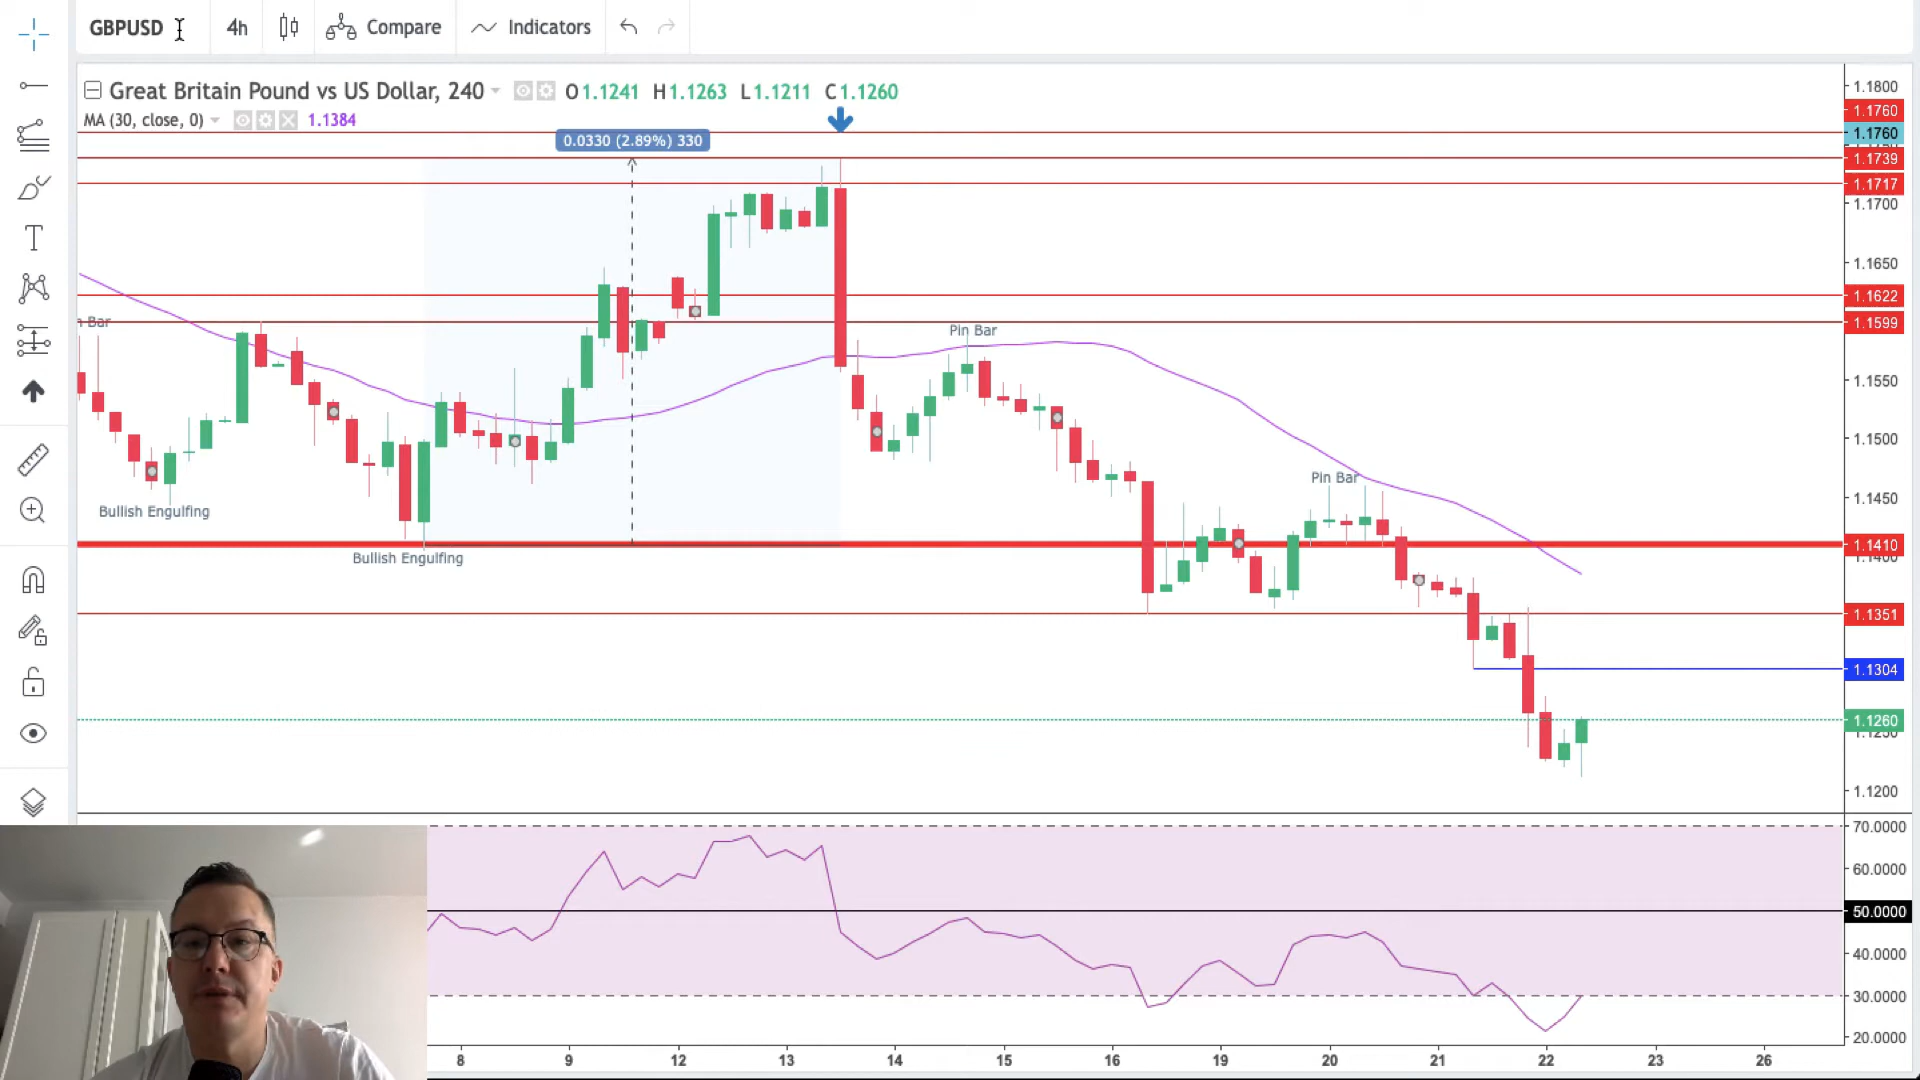 GBPUSD 4h Compare Indicators
Great Britain Pound vs US Dollar, 240 O1.1241 H1.1263 L1.1211 C1.1260
MA (30, close, 0) 1.1384
0.0330 (2.89%) 330
1.1800
1.1760
1.1760
1.1739
1.1717
1.1700
1.1650
1.1622
1.1599
Bar
Pin Bar
1.1550
1.1500
Pin Bar
1.1450
Bullish Engulfing
1.1410
1.1400
Bullish Engulfing
1.1351
1.1304
1.1260
1.1250
1.1200
70.0000
60.0000
50.0000
40.0000
30.0000
20.0000
8 9 12 13 14 15 16 19 20 21 22 23 26
T